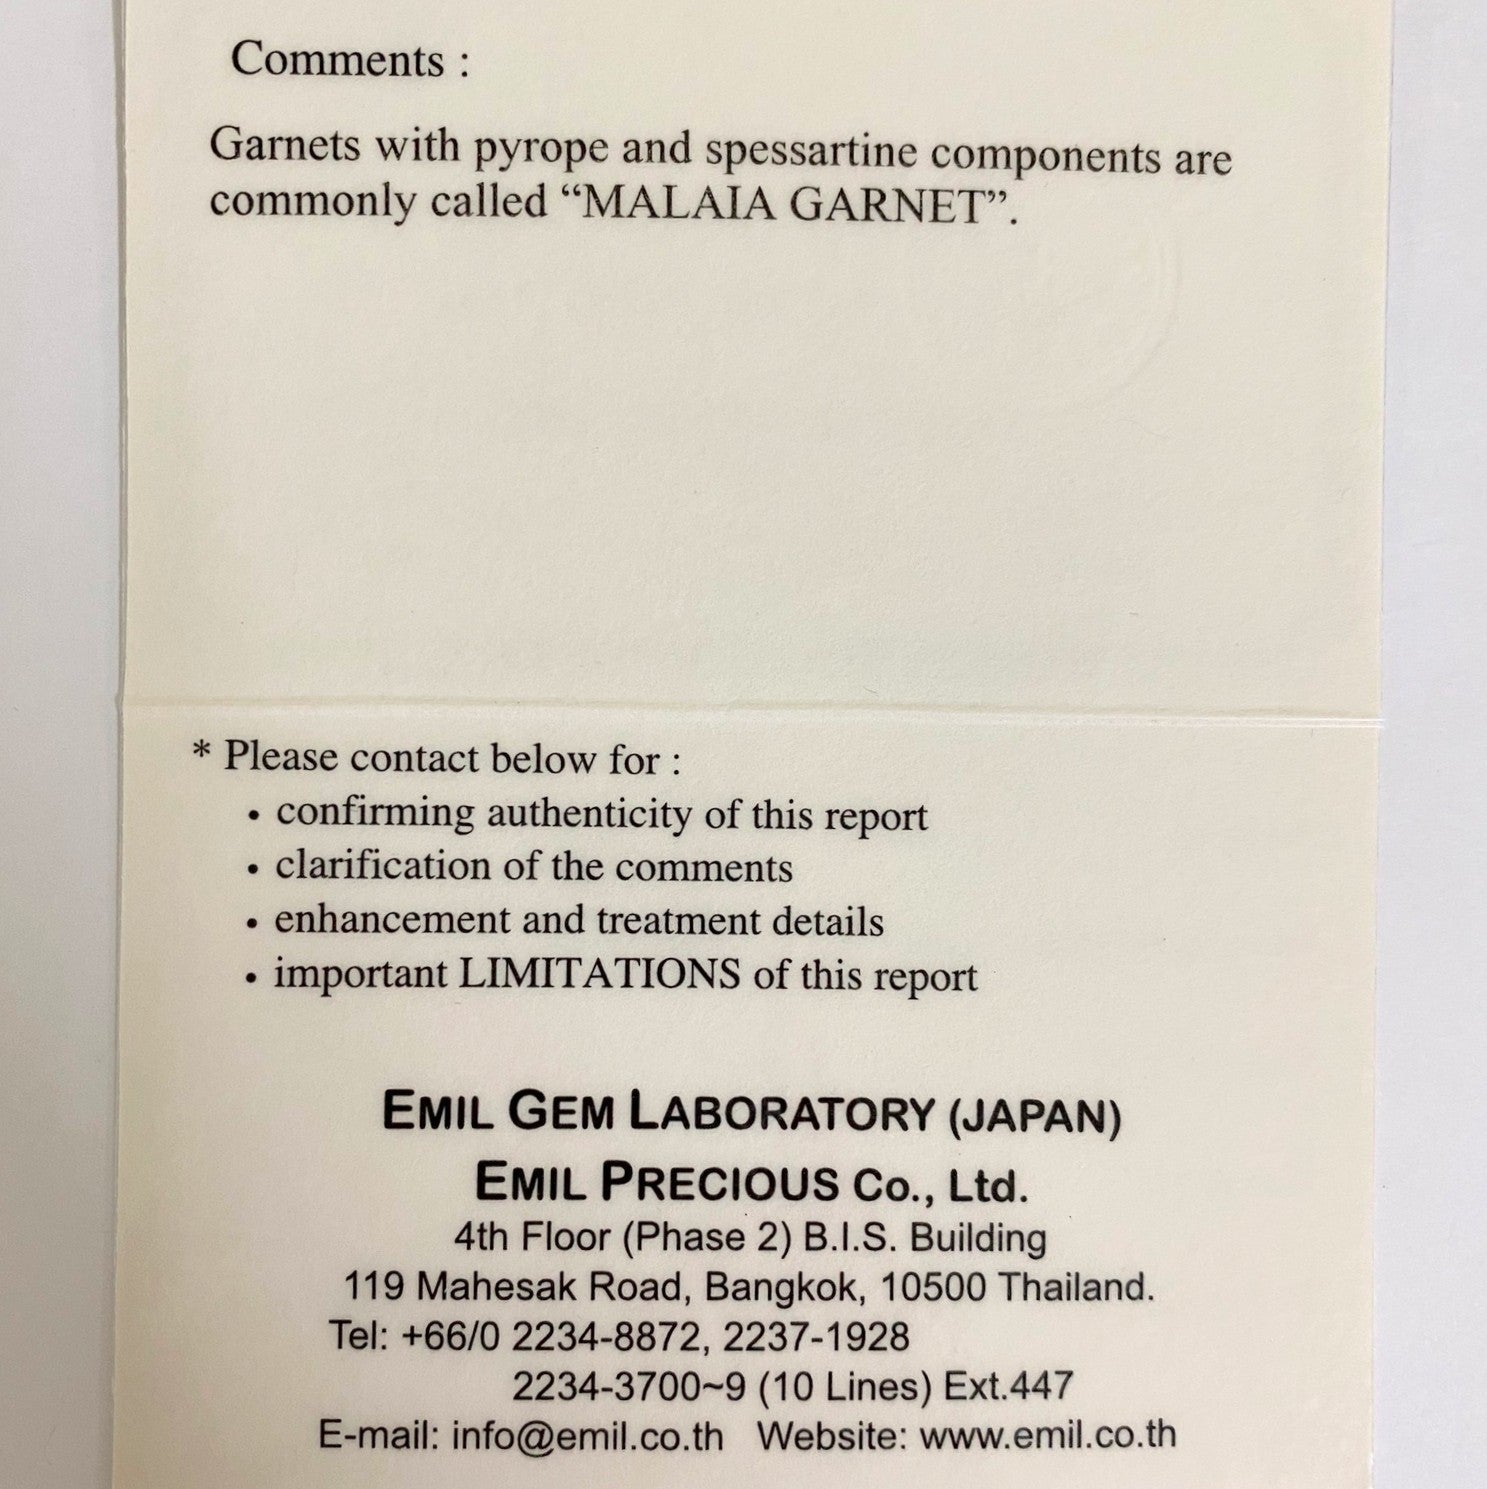 Comments :
Garnets with pyrope and spessartine components are
commonly called “MALAIA GARNET”.
* Please contact below for :
• confirming authenticity of this report
• clarification of the comments
• enhancement and treatment details
• important LIMITATIONS of this report
EMIL GEM LABORATORY (JAPAN)
EMIL PRECIOUS Co., Ltd.
4th Floor (Phase 2) B.I.S. Building
119 Mahesak Road, Bangkok, 10500 Thailand.
Tel: +66/0 2234-8872, 2237-1928
2234-3700~9 (10 Lines) Ext.447
E-mail: info@emil.co.th Website: www.emil.co.th